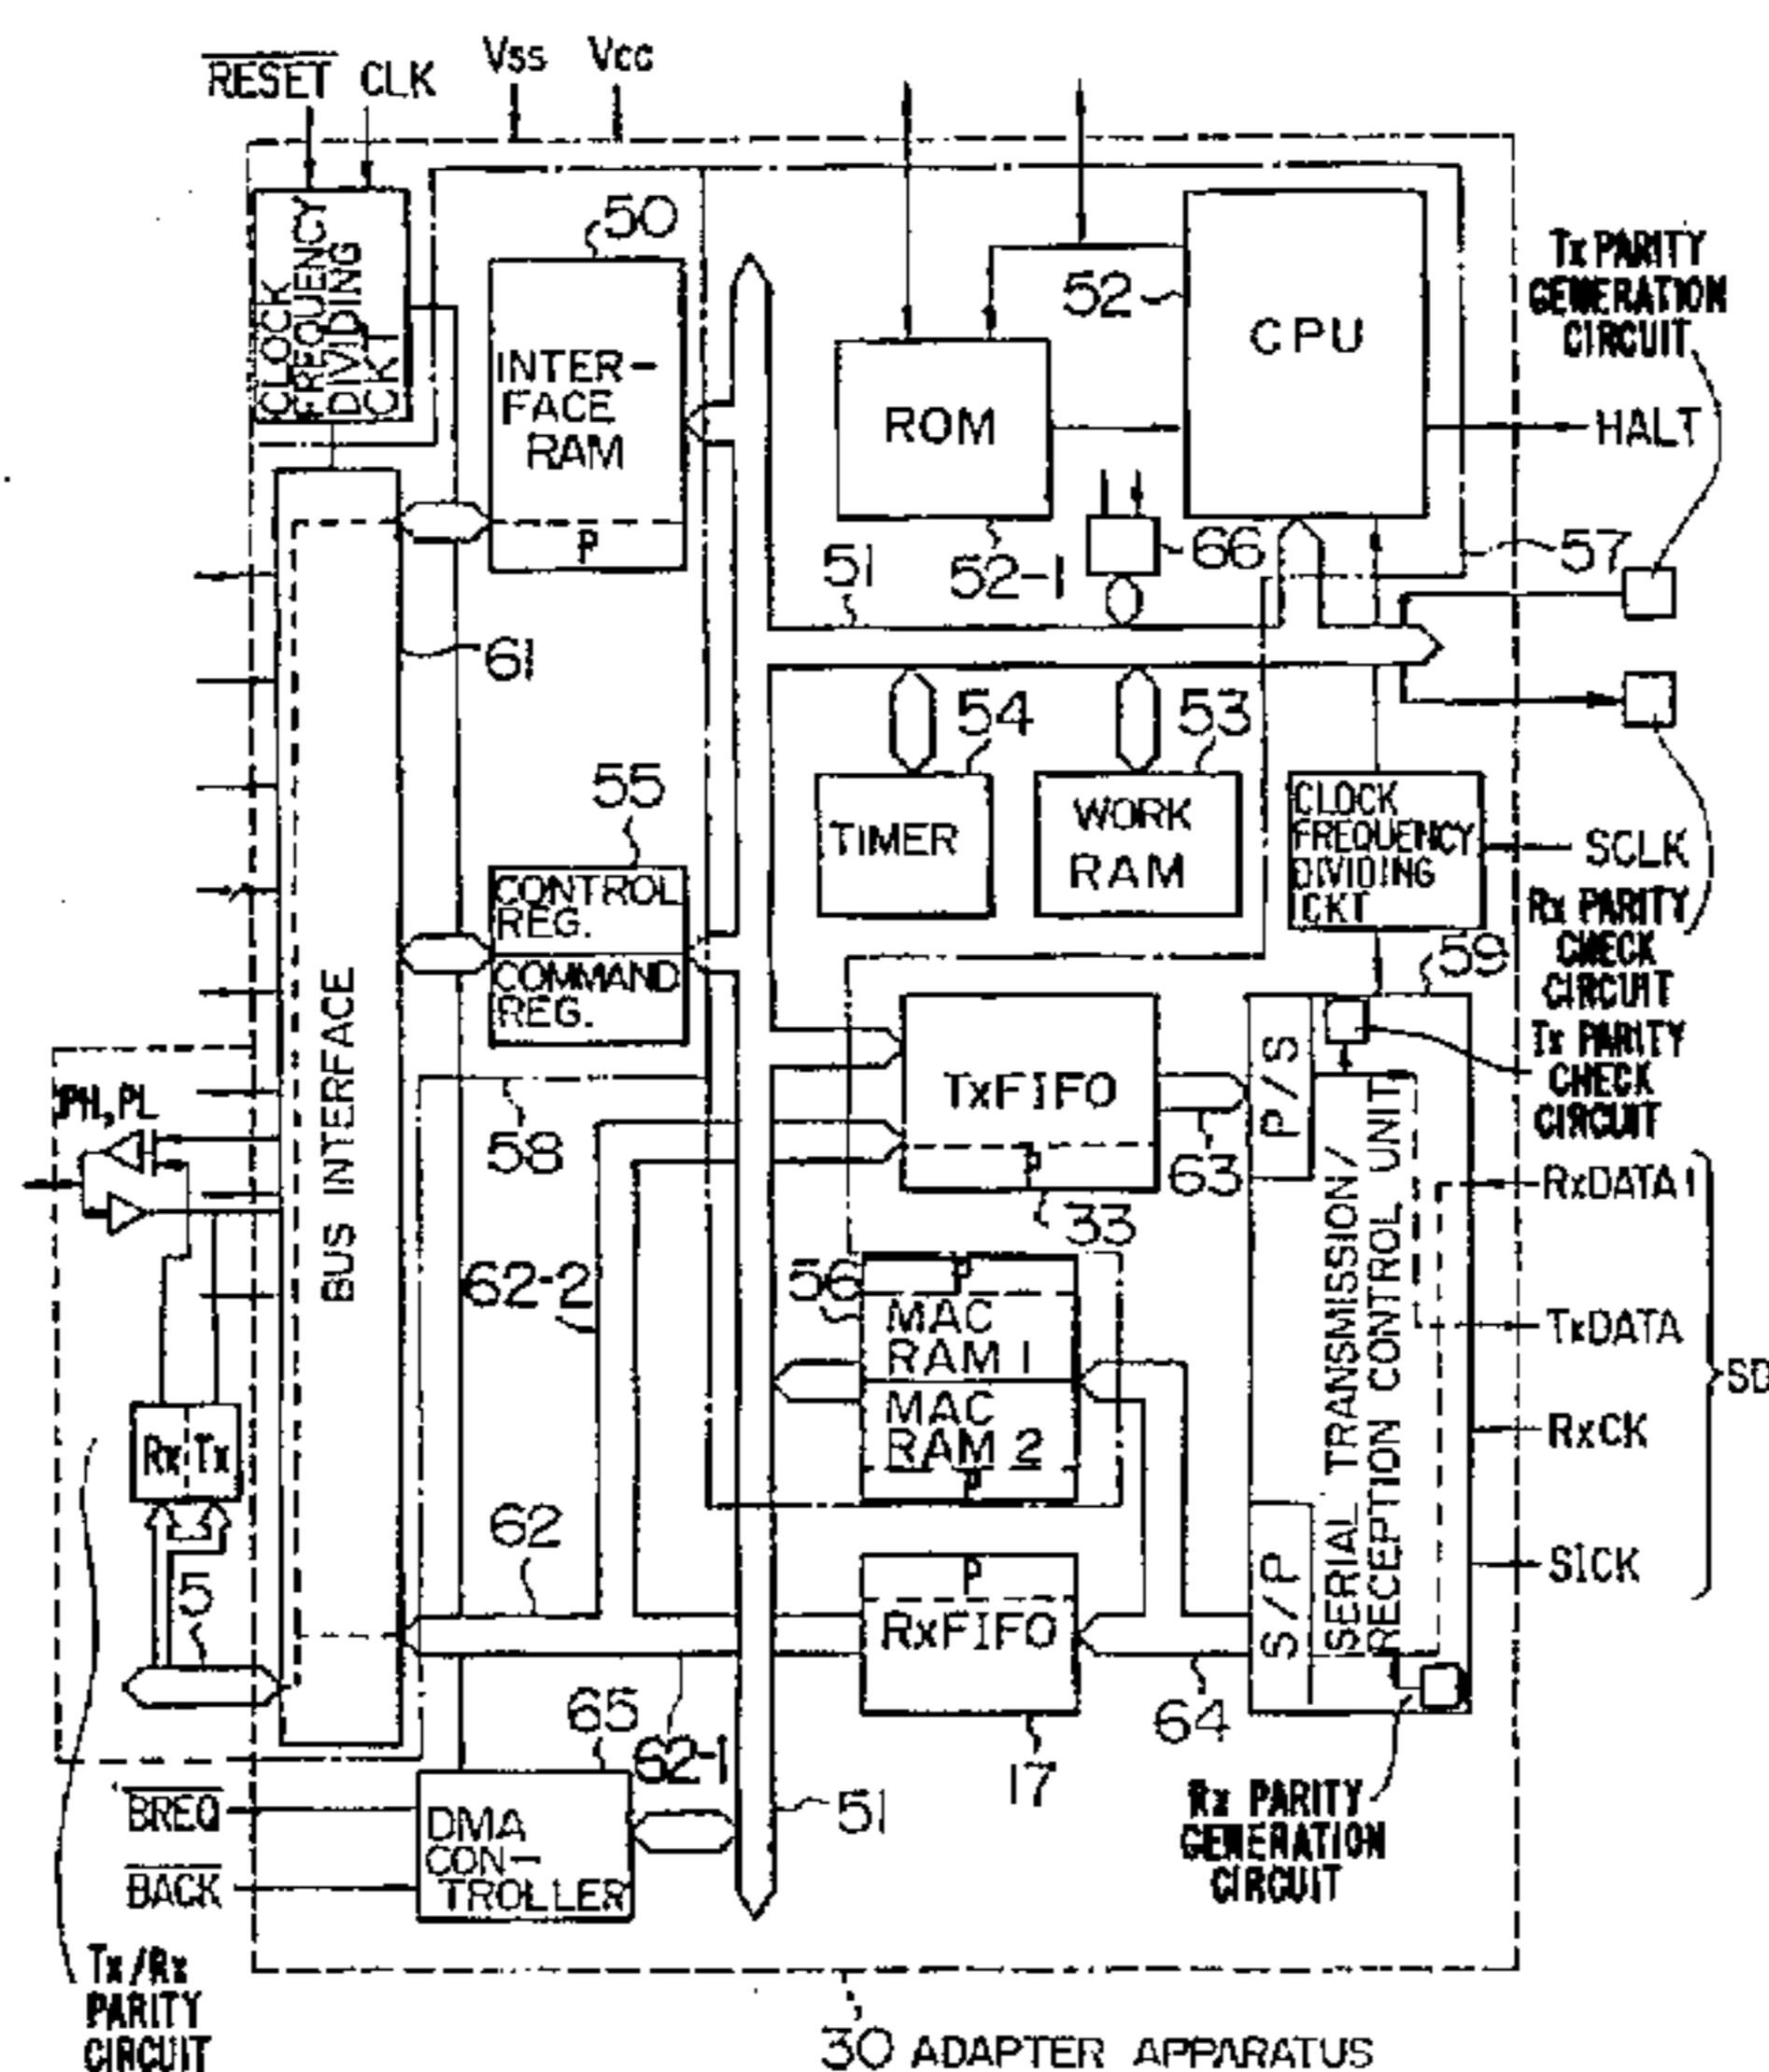 RESET CLK Vss Vcc
CLOCK
FREQUENCY
DIVIDING
CKT
50
INTER-
FACE
RAM
P
ROM
52-1
52
CPU
HALT
66
57
Tx PARITY
GENERATION
CIRCUIT
51
61
BUS INTERFACE
54
TIMER
53
WORK
RAM
CLOCK
FREQUENCY
DIVIDING
CKT
SCLK
Rx PARITY
CHECK
CIRCUIT
59
55
CONTROL
REG.
COMMAND
REG.
58
TxFIFO
P
33
63
P/S
Tx PARITY
CHECK
CIRCUIT
SERIAL TRANSMISSION/
RECEPTION CONTROL UNIT
RxDATA1
TxDATA
RxCK
SICK
SD
PH, PL
Rx Tx
5
62-2
56
P
MAC
RAM 1
MAC
RAM 2
P
62
P
RxFIFO
17
S/P
64
62-1
65
DMA
CON-
TROLLER
51
BREQ
BACK
Rx PARITY
GENERATION
CIRCUIT
Tx/Rx
PARITY
CIRCUIT
30 ADAPTER APPARATUS